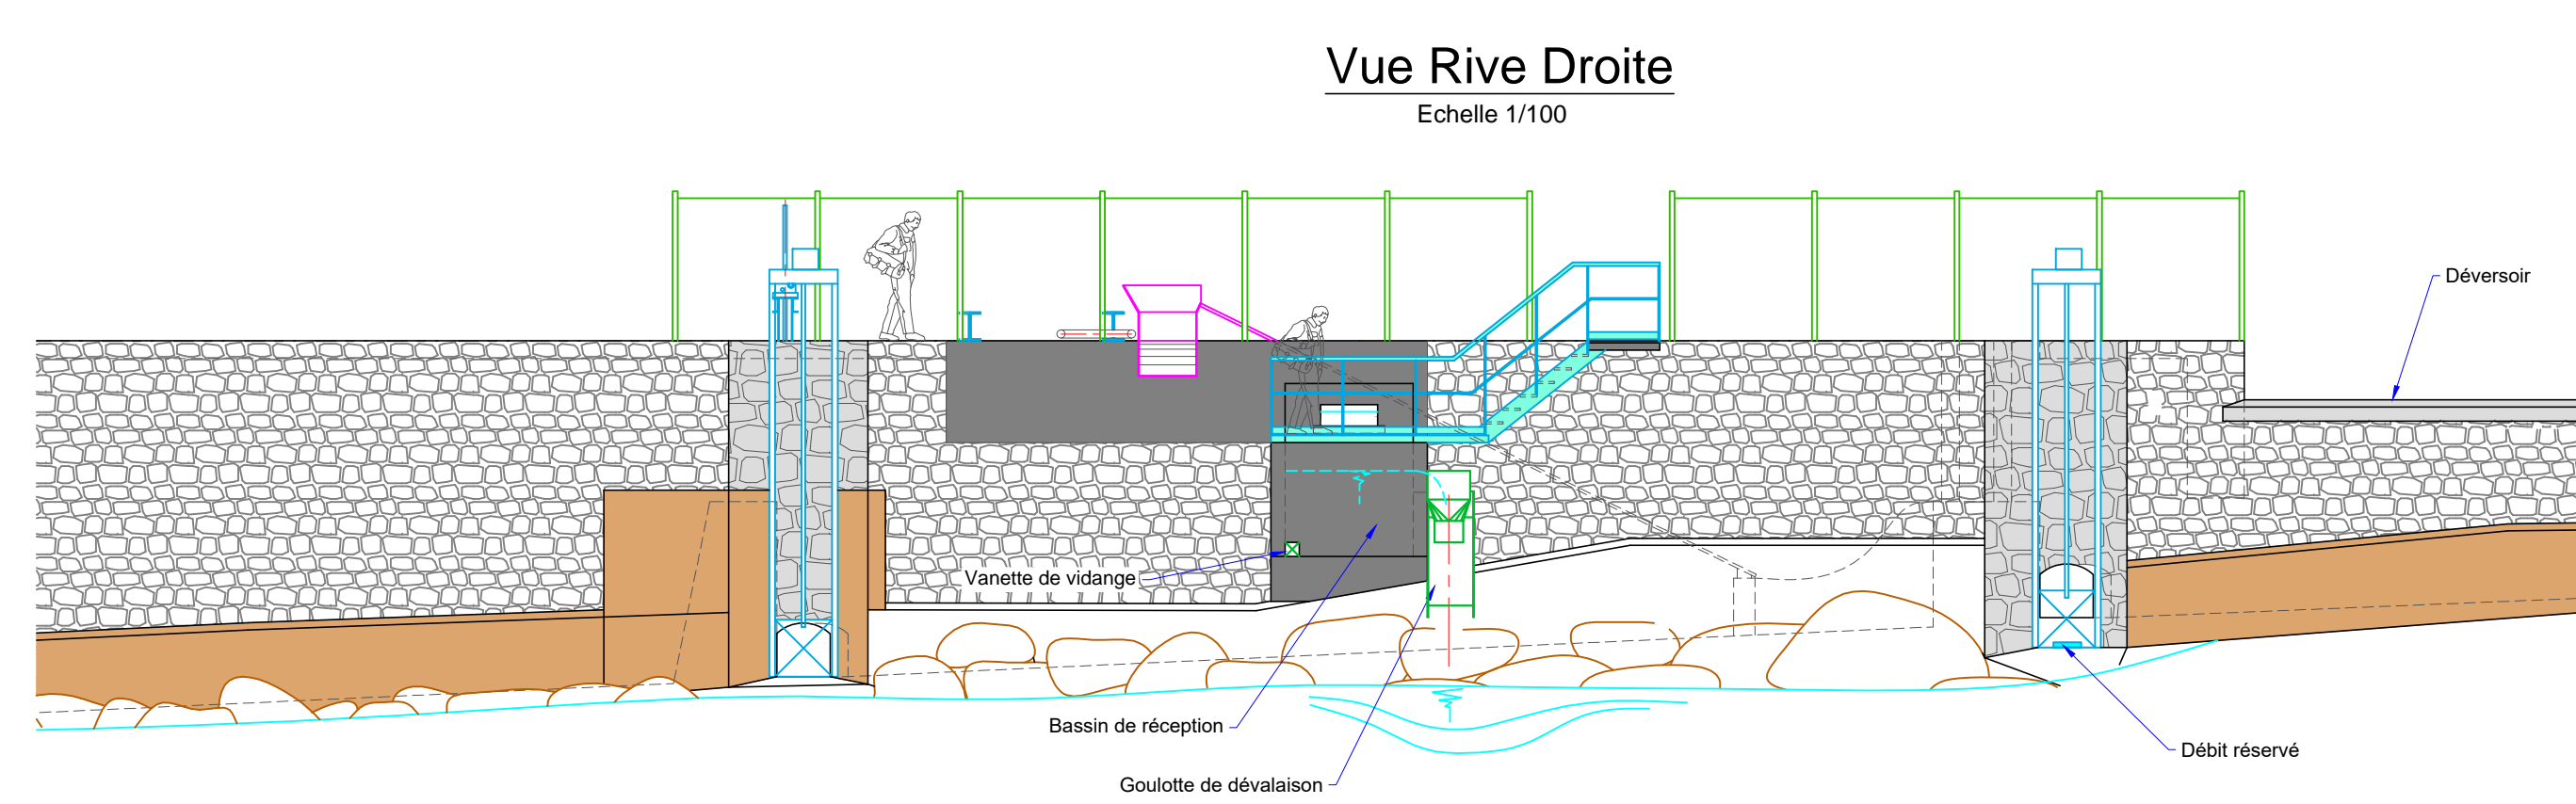 Vue Rive Droite
Echelle 1/100
Déversoir
Vanette de vidange
Bassin de réception
Débit réservé
Goulotte de dévalaison